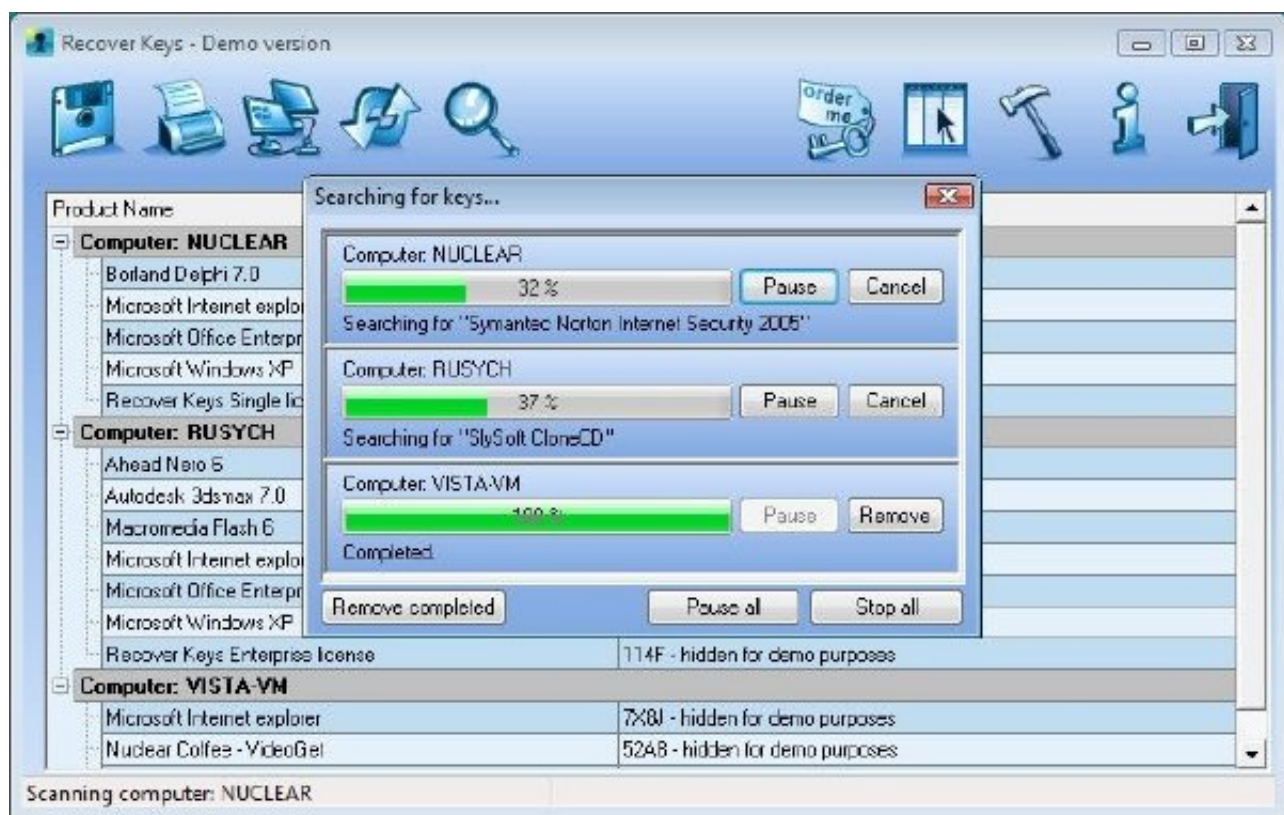 Recover Keys - Demo version
order me
Product Name
Searching for keys...
Computer: NUCLEAR
Computer: NUCLEAR
32 %
Pause
Cancel
Searching for "Symantec Norton Internet Security 2005"
Borland Delphi 7.0
Microsoft Internet explo
Microsoft Office Enterpr
Microsoft Windows XP
Recover Keys Single lic
Computer: RUSYCH
37 %
Pause
Cancel
Searching for "SlySoft CloneCD"
Computer: RUSYCH
Ahead Nero 6
Autodesk 3dsmax 7.0
Macromedia Flash 6
Microsoft Internet explo
Microsoft Office Enterpr
Microsoft Windows XP
Computer: VISTA-VM
100 %
Pause
Remove
Completed.
Remove completed
Pause all
Stop all
Recover Keys Enterprise license
114F - hidden for demo purposes
Computer: VISTA-VM
Microsoft Internet explorer
7X8J - hidden for demo purposes
Nuclear Coffee - VideoGet
52AB - hidden for demo purposes
Scanning computer: NUCLEAR